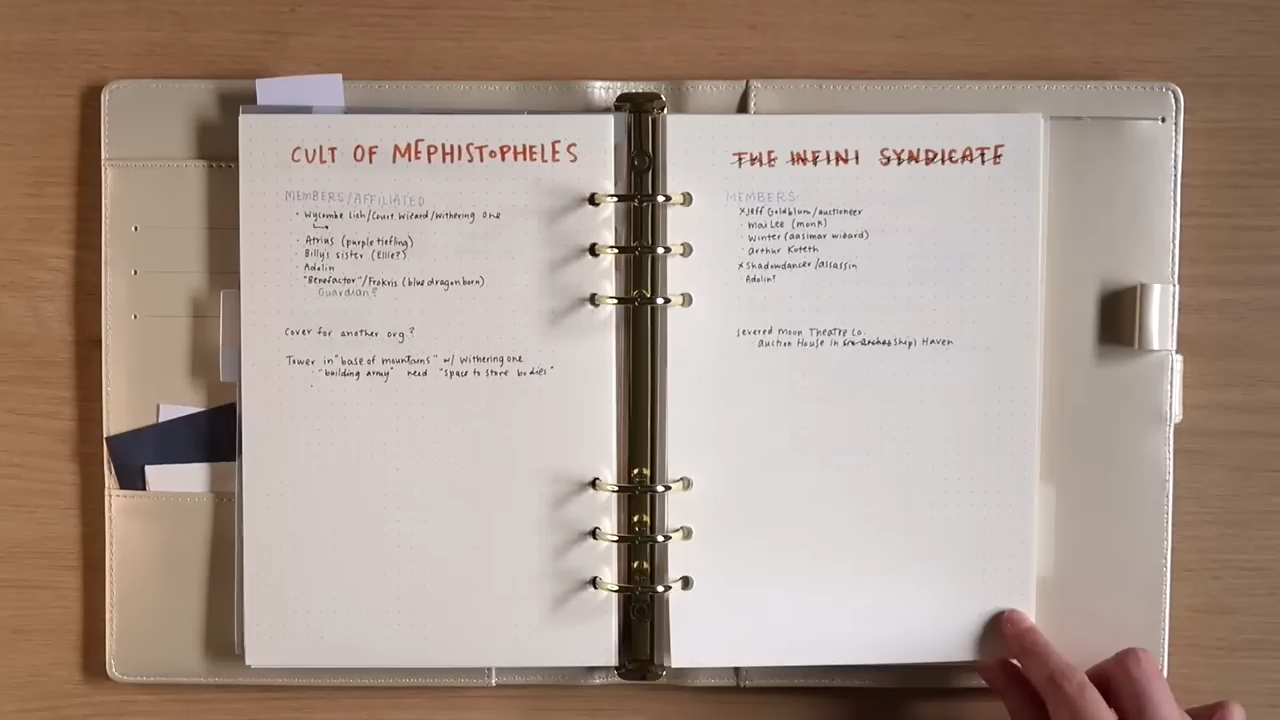 CULT OF MEPHISTOPHELES
MEMBERS/AFFILIATED
· Wycombe Lish/Court Wizard/Withering One
· Atrius (purple tiefling)
· Billy's sister (Ellie?)
· Adolin
"Benefactor"/Frokris (blue dragonborn)
Guardian?
Cover for another org?
Tower in "base of mountains" w/ Withering one
· "building army" need "space to store bodies"
THE INFINI SYNDICATE
MEMBERS
x Jeff Goldblum/auctioneer
· Mai Lee (monk)
· Winter (aasimar wizard)
· Arthur Koteth
x Shadowdancer/assassin
Adolin?
Severed Moon Theatre Co.
· auction House in ships Haven